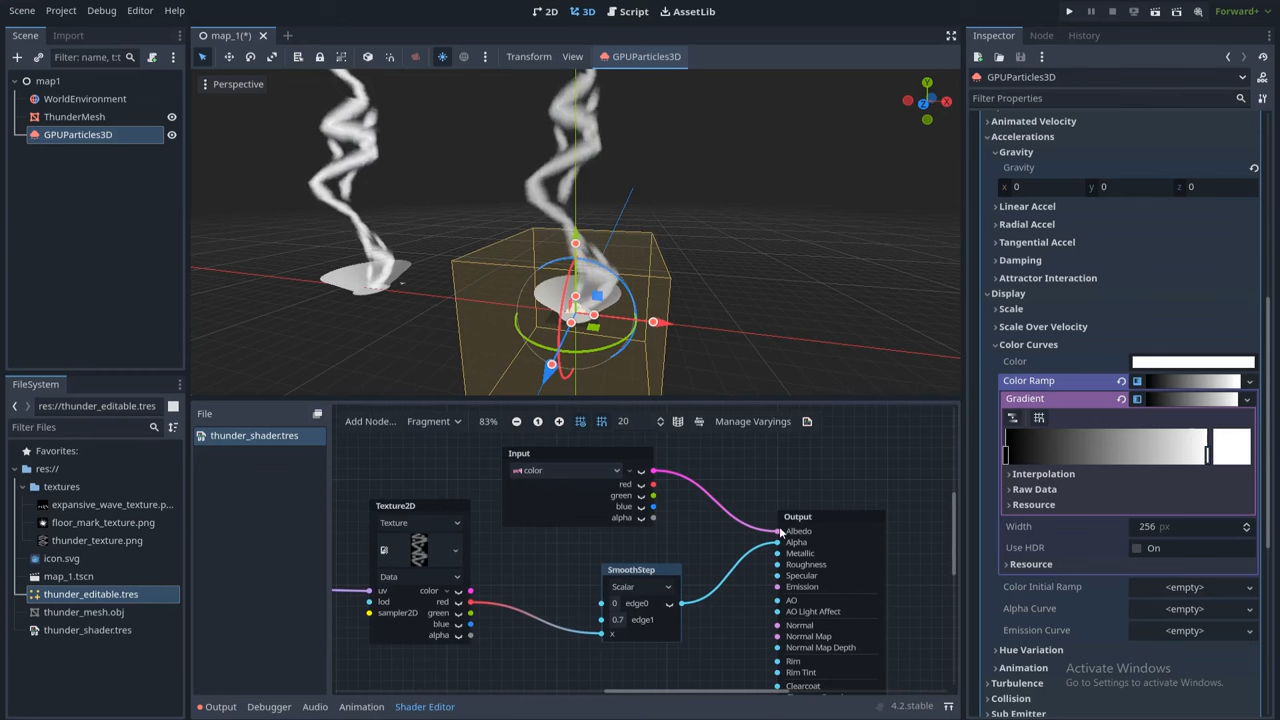 Scene Project Debug Editor Help
2D 3D Script AssetLib
Forward+
Scene Import
Filter: name, t:t
map1
WorldEnvironment
ThunderMesh
GPUParticles3D
FileSystem
res://thunder_editable.tres
Filter Files
Favorites:
res://
textures
expansive_wave_texture.p...
floor_mark_texture.png
thunder_texture.png
icon.svg
map_1.tscn
thunder_editable.tres
thunder_mesh.obj
thunder_shader.tres
map_1(*)
Transform View GPUParticles3D
Perspective
File
thunder_shader.tres
Add Node... Fragment 83% 20 Manage Varyings
Input
color
red
green
blue
alpha
Texture2D
Texture
Data
uv color
lod red
sampler2D green
blue
alpha
SmoothStep
Scalar
0 edge0
0.7 edge1
x
Output
Albedo
Alpha
Metallic
Roughness
Specular
Emission
AO
AO Light Affect
Normal
Normal Map
Normal Map Depth
Rim
Rim Tint
Clearcoat
Output Debugger Audio Animation Shader Editor
4.2.stable
Inspector Node History
GPUParticles3D
Filter Properties
Animated Velocity
Accelerations
Gravity
Gravity
x 0 y 0 z 0
Linear Accel
Radial Accel
Tangential Accel
Damping
Attractor Interaction
Display
Scale
Scale Over Velocity
Color Curves
Color
Color Ramp
Gradient
Interpolation
Raw Data
Resource
Width 256 px
Use HDR On
Resource
Color Initial Ramp <empty>
Alpha Curve <empty>
Emission Curve <empty>
Hue Variation
Animation
Turbulence
Collision
Sub Emitter
Activate Windows
Go to Settings to activate Windows.